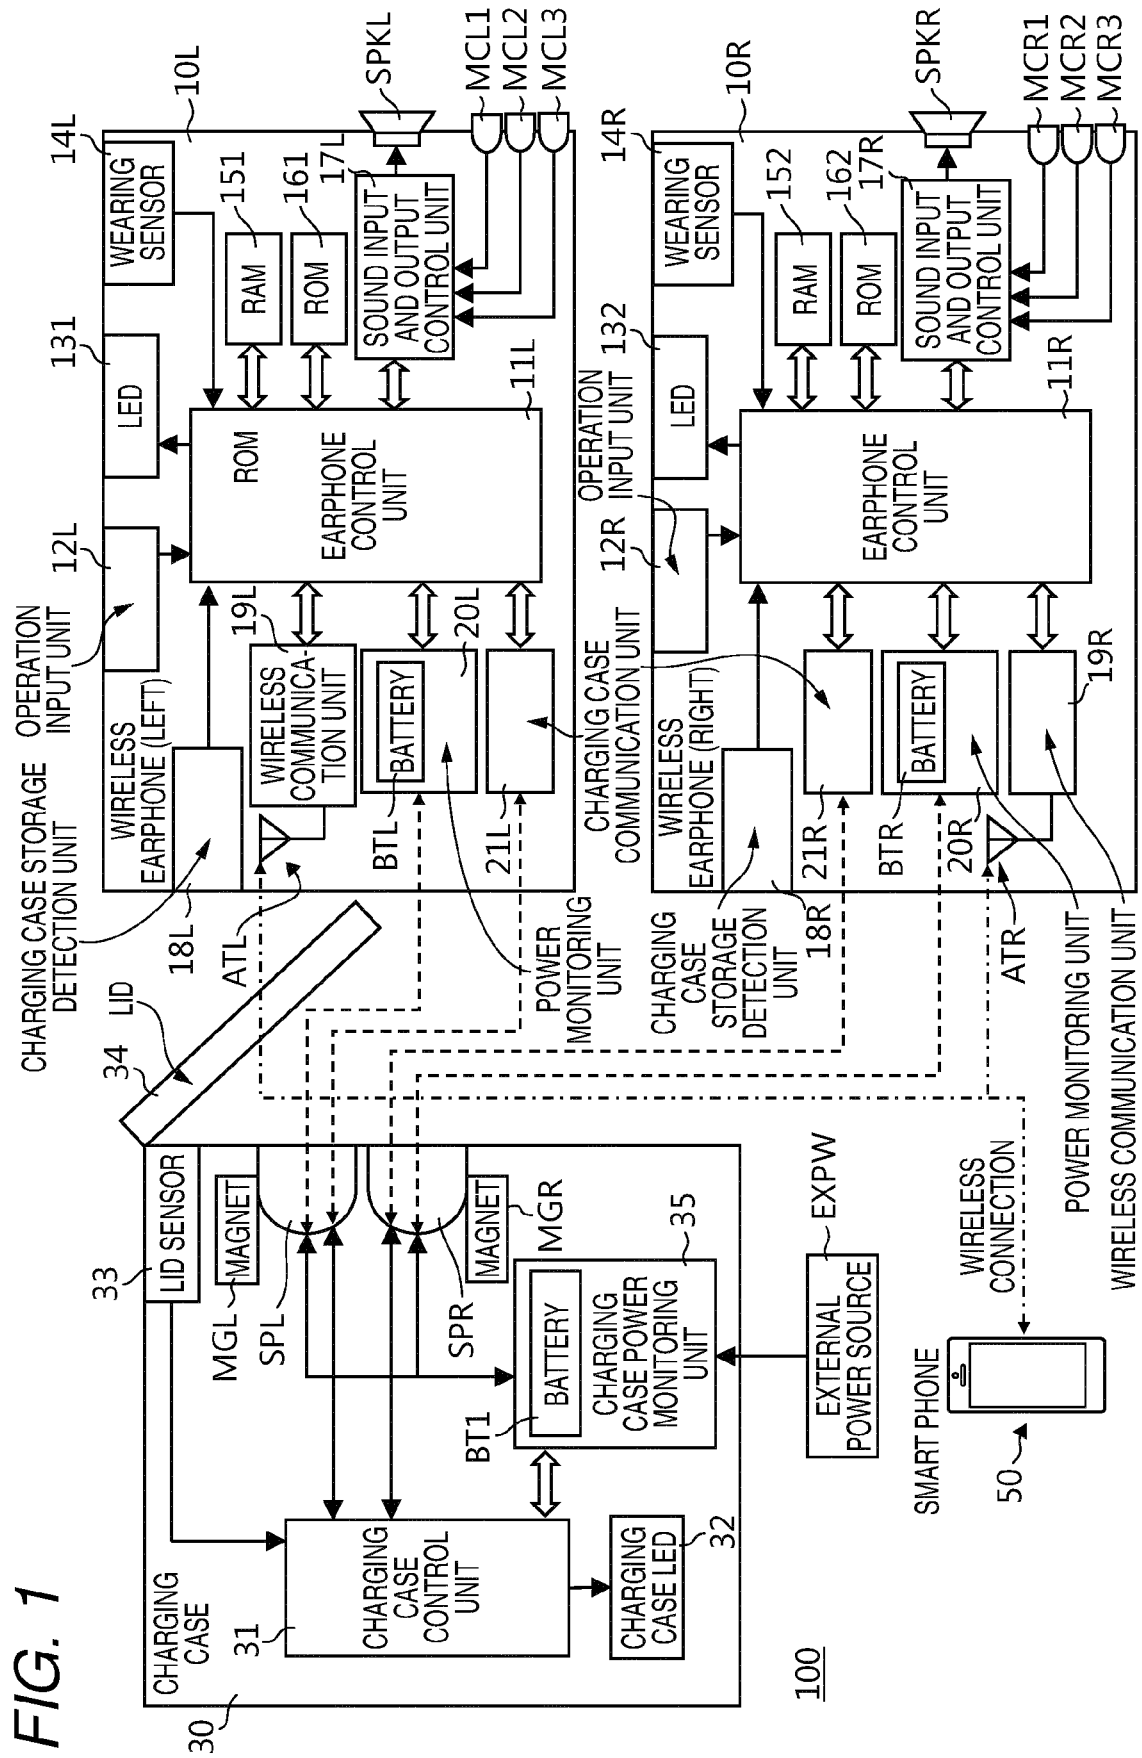 FIG. 1
100
CHARGING
CASE
30
31
CHARGING
CASE
CONTROL
UNIT
CHARGING
CASE LED
32
33
LID SENSOR
34
LID
MAGNET
MGL
SPL
SPR
MAGNET
MGR
BT1
BATTERY
CHARGING
CASE POWER
MONITORING
UNIT
35
EXTERNAL
POWER SOURCE
EXPW
SMART PHONE
50
WIRELESS
CONNECTION
CHARGING CASE STORAGE
DETECTION UNIT
18L
OPERATION
INPUT UNIT
12L
WIRELESS
EARPHONE (LEFT)
LED
131
WEARING
SENSOR
14L
10L
ATL
WIRELESS
COMMUNICA-
TION UNIT
19L
BTL
BATTERY
20L
21L
POWER
MONITORING
UNIT
ROM
EARPHONE
CONTROL
UNIT
11L
RAM
151
ROM
161
SOUND INPUT
AND OUTPUT
CONTROL UNIT
17L
SPKL
MCL1
MCL2
MCL3
CHARGING CASE
COMMUNICATION UNIT
OPERATION
INPUT UNIT
12R
WIRELESS
EARPHONE (RIGHT)
CHARGING
CASE
STORAGE
DETECTION
UNIT
18R
LED
132
WEARING
SENSOR
14R
10R
21R
BTR
BATTERY
20R
ATR
19R
POWER MONITORING UNIT
WIRELESS COMMUNICATION UNIT
EARPHONE
CONTROL
UNIT
11R
RAM
152
ROM
162
SOUND INPUT
AND OUTPUT
CONTROL UNIT
17R
SPKR
MCR1
MCR2
MCR3